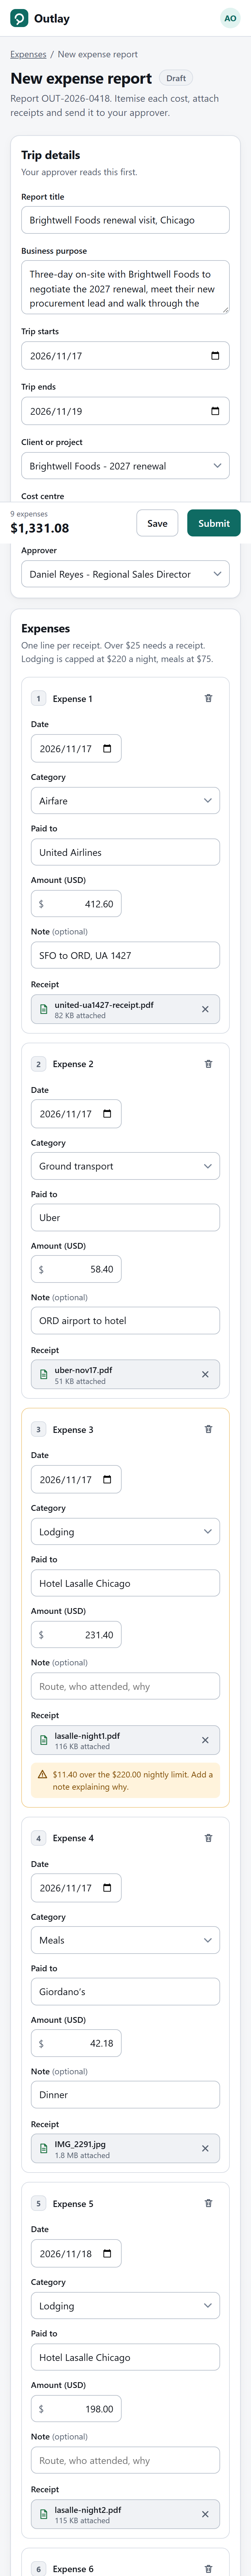 Outlay
AO
Expenses / New expense report
New expense report Draft
Report OUT-2026-0418. Itemise each cost, attach
receipts and send it to your approver.
Trip details
Your approver reads this first.
Report title
Brightwell Foods renewal visit, Chicago
Business purpose
Three-day on-site with Brightwell Foods to
negotiate the 2027 renewal, meet their new
procurement lead and walk through the
Trip starts
2026/11/17
Trip ends
2026/11/19
Client or project
Brightwell Foods - 2027 renewal
Cost centre
9 expenses
$1,331.08
Save
Submit
Approver
Daniel Reyes - Regional Sales Director
Expenses
One line per receipt. Over $25 needs a receipt.
Lodging is capped at $220 a night, meals at $75.
1 Expense 1
Date
2026/11/17
Category
Airfare
Paid to
United Airlines
Amount (USD)
$ 412.60
Note (optional)
SFO to ORD, UA 1427
Receipt
united-ua1427-receipt.pdf
82 KB attached
2 Expense 2
Date
2026/11/17
Category
Ground transport
Paid to
Uber
Amount (USD)
$ 58.40
Note (optional)
ORD airport to hotel
Receipt
uber-nov17.pdf
51 KB attached
3 Expense 3
Date
2026/11/17
Category
Lodging
Paid to
Hotel Lasalle Chicago
Amount (USD)
$ 231.40
Note (optional)
Route, who attended, why
Receipt
lasalle-night1.pdf
116 KB attached
$11.40 over the $220.00 nightly limit. Add a
note explaining why.
4 Expense 4
Date
2026/11/17
Category
Meals
Paid to
Giordano's
Amount (USD)
$ 42.18
Note (optional)
Dinner
Receipt
IMG_2291.jpg
1.8 MB attached
5 Expense 5
Date
2026/11/18
Category
Lodging
Paid to
Hotel Lasalle Chicago
Amount (USD)
$ 198.00
Note (optional)
Route, who attended, why
Receipt
lasalle-night2.pdf
115 KB attached
6 Expense 6